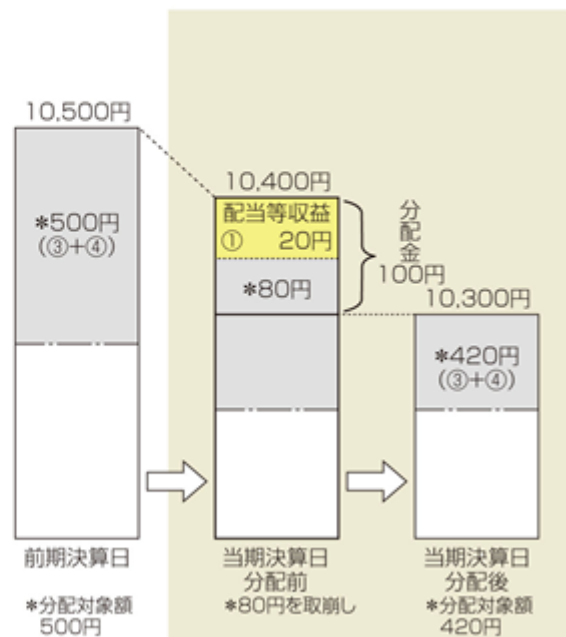 10,500円
*500円
(③+④)
前期決算日
*分配対象額
500円
10,400円
配当等収益
① 20円
*80円
分配金
100円
当期決算日
分配前
*80円を取崩し
10,300円
*420円
(③+④)
当期決算日
分配後
*分配対象額
420円